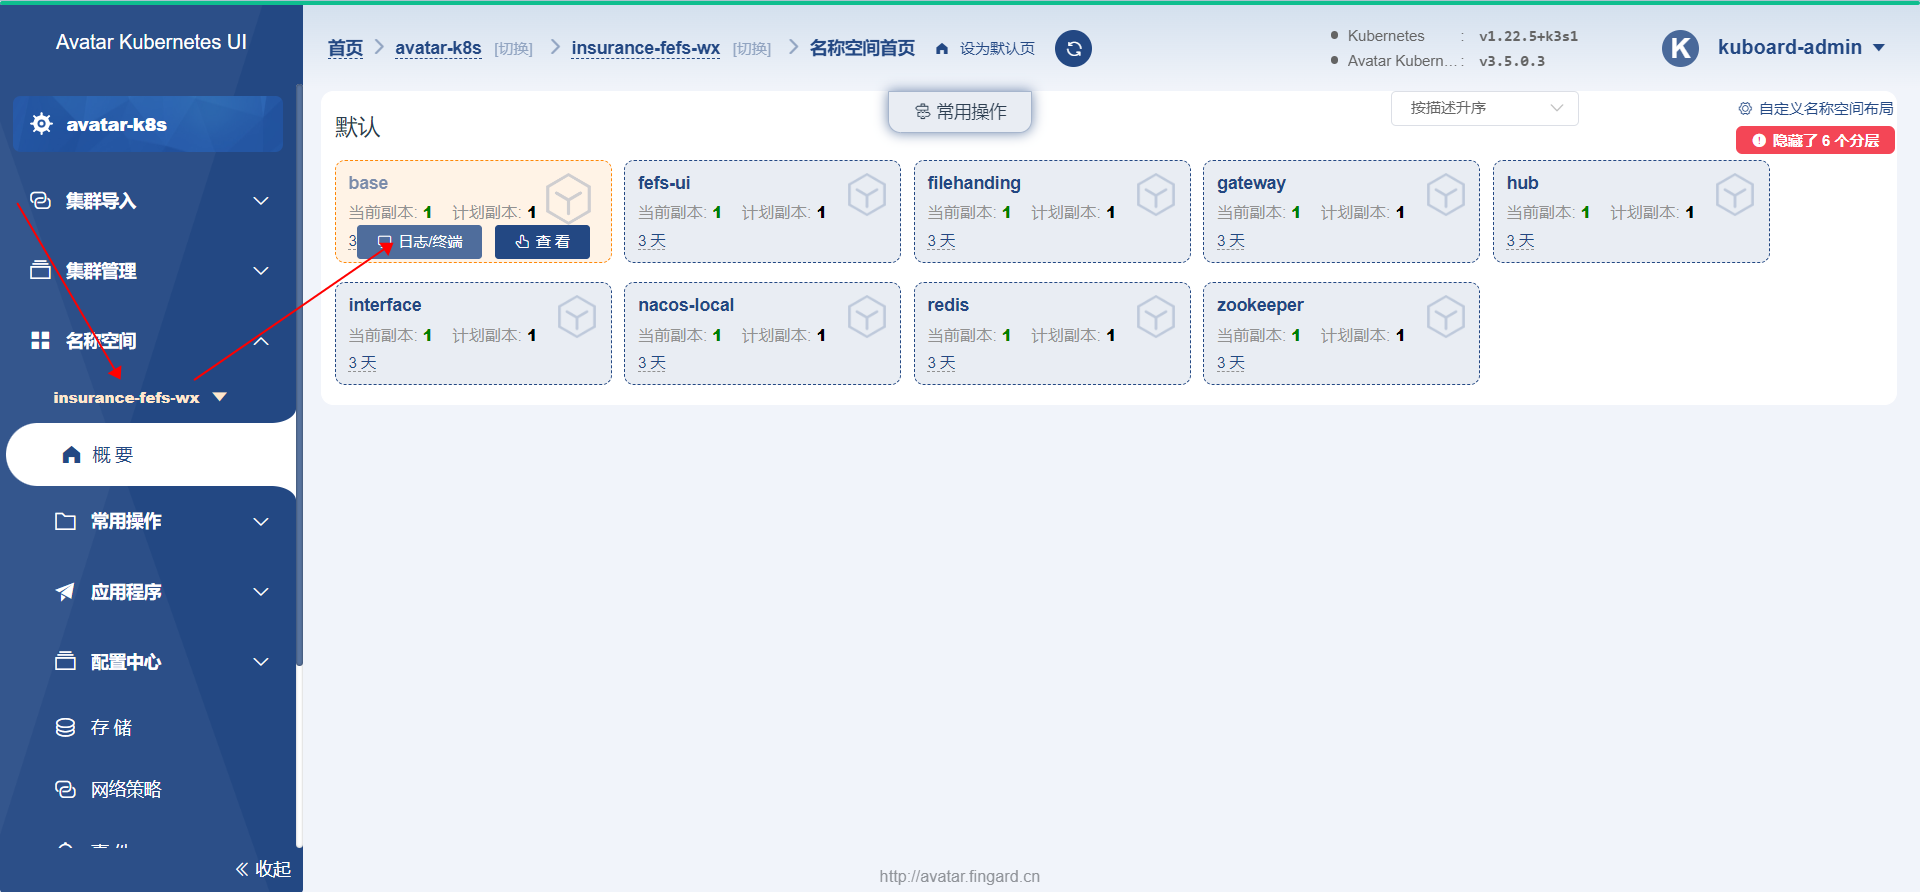 Avatar Kubernetes UI
avatar-k8s
集群导入
集群管理
名称空间
insurance-fefs-wx
概 要
常用操作
应用程序
配置中心
存 储
网络策略
收起
首页 avatar-k8s [切换] insurance-fefs-wx [切换] 名称空间首页 设为默认页
Kubernetes : v1.22.5+k3s1
Avatar Kubern... : v3.5.0.3
K kuboard-admin
常用操作
按描述升序
自定义名称空间布局
隐藏了 6 个分层
默认
base
当前副本: 1 计划副本: 1
3
日志/终端 查 看
fefs-ui
当前副本: 1 计划副本: 1
3 天
filehanding
当前副本: 1 计划副本: 1
3 天
gateway
当前副本: 1 计划副本: 1
3 天
hub
当前副本: 1 计划副本: 1
3 天
interface
当前副本: 1 计划副本: 1
3 天
nacos-local
当前副本: 1 计划副本: 1
3 天
redis
当前副本: 1 计划副本: 1
3 天
zookeeper
当前副本: 1 计划副本: 1
3 天
http://avatar.fingard.cn